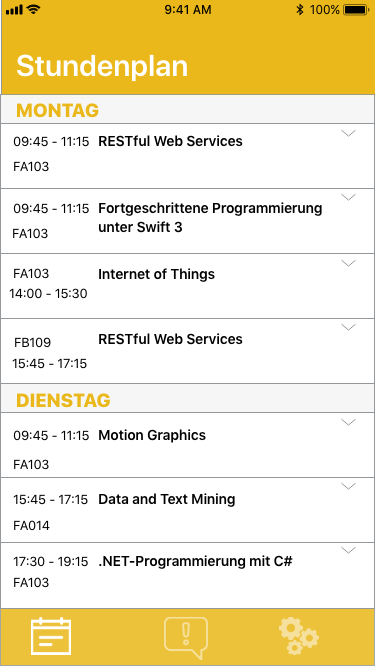 9:41 AM 100%
Stundenplan
MONTAG
09:45 - 11:15 RESTful Web Services
FA103
09:45 - 11:15 Fortgeschrittene Programmierung
unter Swift 3
FA103
FA103 Internet of Things
14:00 - 15:30
RESTful Web Services
FB109
15:45 - 17:15
DIENSTAG
09:45 - 11:15 Motion Graphics
FA103
15:45 - 17:15 Data and Text Mining
FA014
17:30 - 19:15 .NET-Programmierung mit C#
FA103